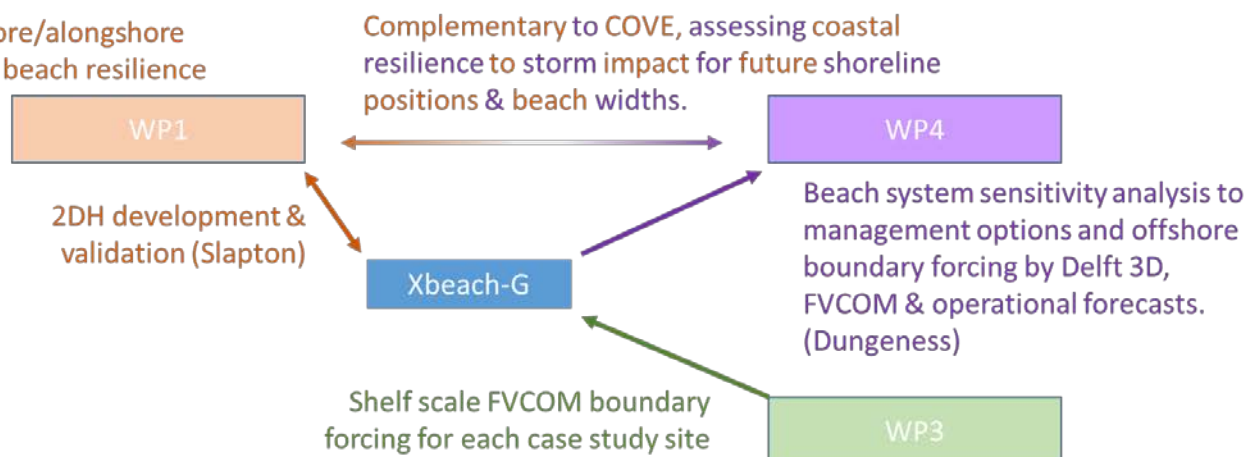 ore/alongshore
beach resilience
Complementary to COVE, assessing coastal
resilience to storm impact for future shoreline
positions & beach widths.
WP1
WP4
2DH development &
validation (Slapton)
Xbeach-G
Beach system sensitivity analysis to
management options and offshore
boundary forcing by Delft 3D,
FVCOM & operational forecasts.
(Dungeness)
Shelf scale FVCOM boundary
forcing for each case study site
WP3